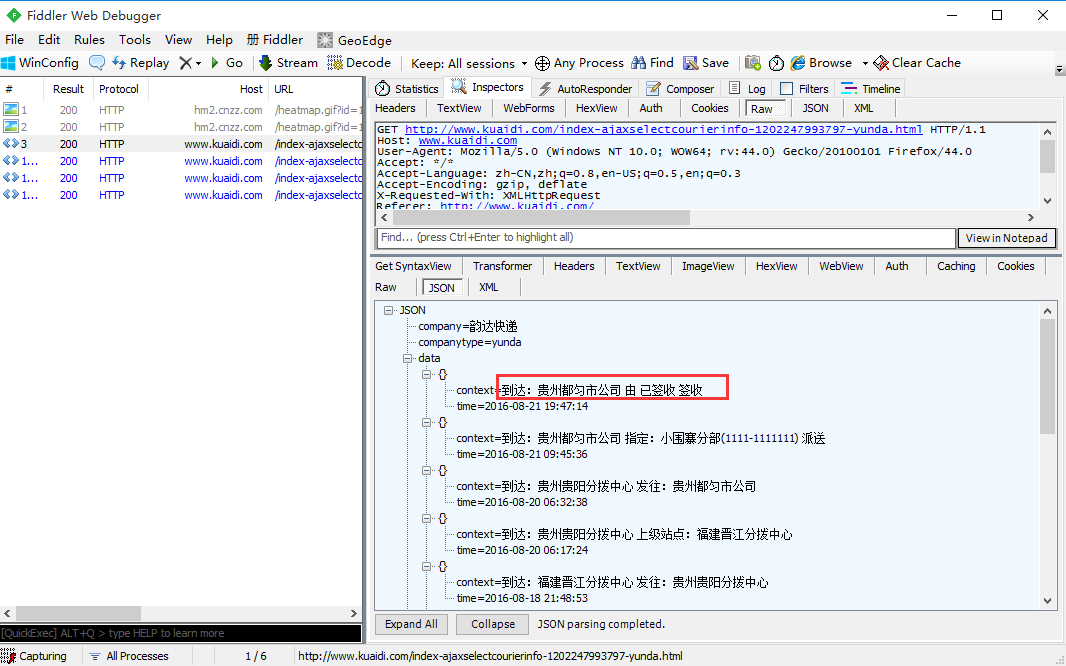 Fiddler Web Debugger
File Edit Rules Tools View Help 册 Fiddler GeoEdge
WinConfig Replay Go Stream Decode Keep: All sessions Any Process Find Save Browse Clear Cache
# Result Protocol Host URL
1 200 HTTP hm2.cnzz.com /heatmap.gif?id=1
2 200 HTTP hm2.cnzz.com /heatmap.gif?id=1
3 200 HTTP www.kuaidi.com /index-ajaxselectc
1... 200 HTTP www.kuaidi.com /index-ajaxselectc
1... 200 HTTP www.kuaidi.com /index-ajaxselectc
1... 200 HTTP www.kuaidi.com /index-ajaxselectc
Statistics Inspectors AutoResponder Composer Log Filters Timeline
Headers TextView WebForms HexView Auth Cookies Raw JSON XML
GET http://www.kuaidi.com/index-ajaxselectcourierinfo-1202247993797-yunda.html HTTP/1.1
Host: www.kuaidi.com
User-Agent: Mozilla/5.0 (Windows NT 10.0; WOW64; rv:44.0) Gecko/20100101 Firefox/44.0
Accept: */*
Accept-Language: zh-CN,zh;q=0.8,en-US;q=0.5,en;q=0.3
Accept-Encoding: gzip, deflate
X-Requested-With: XMLHttpRequest
Referer: http://www.kuaidi.com/
Find... (press Ctrl+Enter to highlight all) View in Notepad
Get SyntaxView Transformer Headers TextView ImageView HexView WebView Auth Caching Cookies
Raw JSON XML
JSON
company=韵达快递
companytype=yunda
data
{}
context=到达：贵州都匀市公司 由 已签收 签收
time=2016-08-21 19:47:14
{}
context=到达：贵州都匀市公司 指定：小围寨分部(1111-1111111) 派送
time=2016-08-21 09:45:36
{}
context=到达：贵州贵阳分拨中心 发往：贵州都匀市公司
time=2016-08-20 06:32:38
{}
context=到达：贵州贵阳分拨中心 上级站点：福建晋江分拨中心
time=2016-08-20 06:17:24
{}
context=到达：福建晋江分拨中心 发往：贵州贵阳分拨中心
time=2016-08-18 21:48:53
Expand All Collapse JSON parsing completed.
[QuickExec] ALT+Q > type HELP to learn more
Capturing All Processes 1 / 6 http://www.kuaidi.com/index-ajaxselectcourierinfo-1202247993797-yunda.html